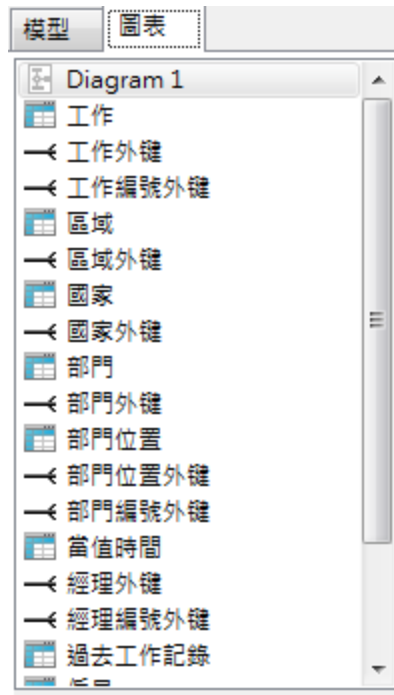 模型 圖表
Diagram 1
工作
工作外鍵
工作編號外鍵
區域
區域外鍵
國家
國家外鍵
部門
部門外鍵
部門位置
部門位置外鍵
部門編號外鍵
當值時間
經理外鍵
經理編號外鍵
過去工作記錄